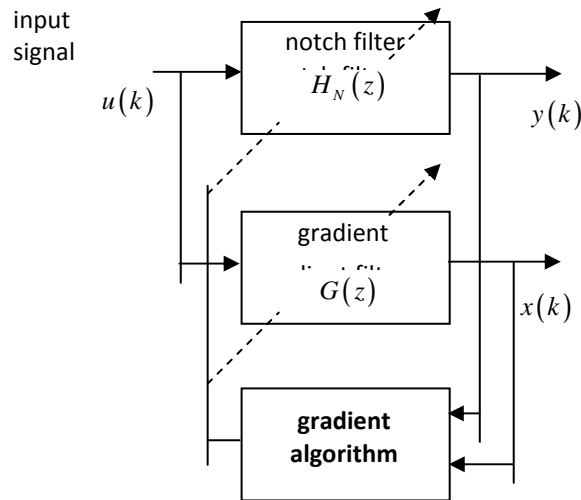 input
signal
notch filter
H_N(z)
u(k)
y(k)
gradient
G(z)
x(k)
gradient
algorithm